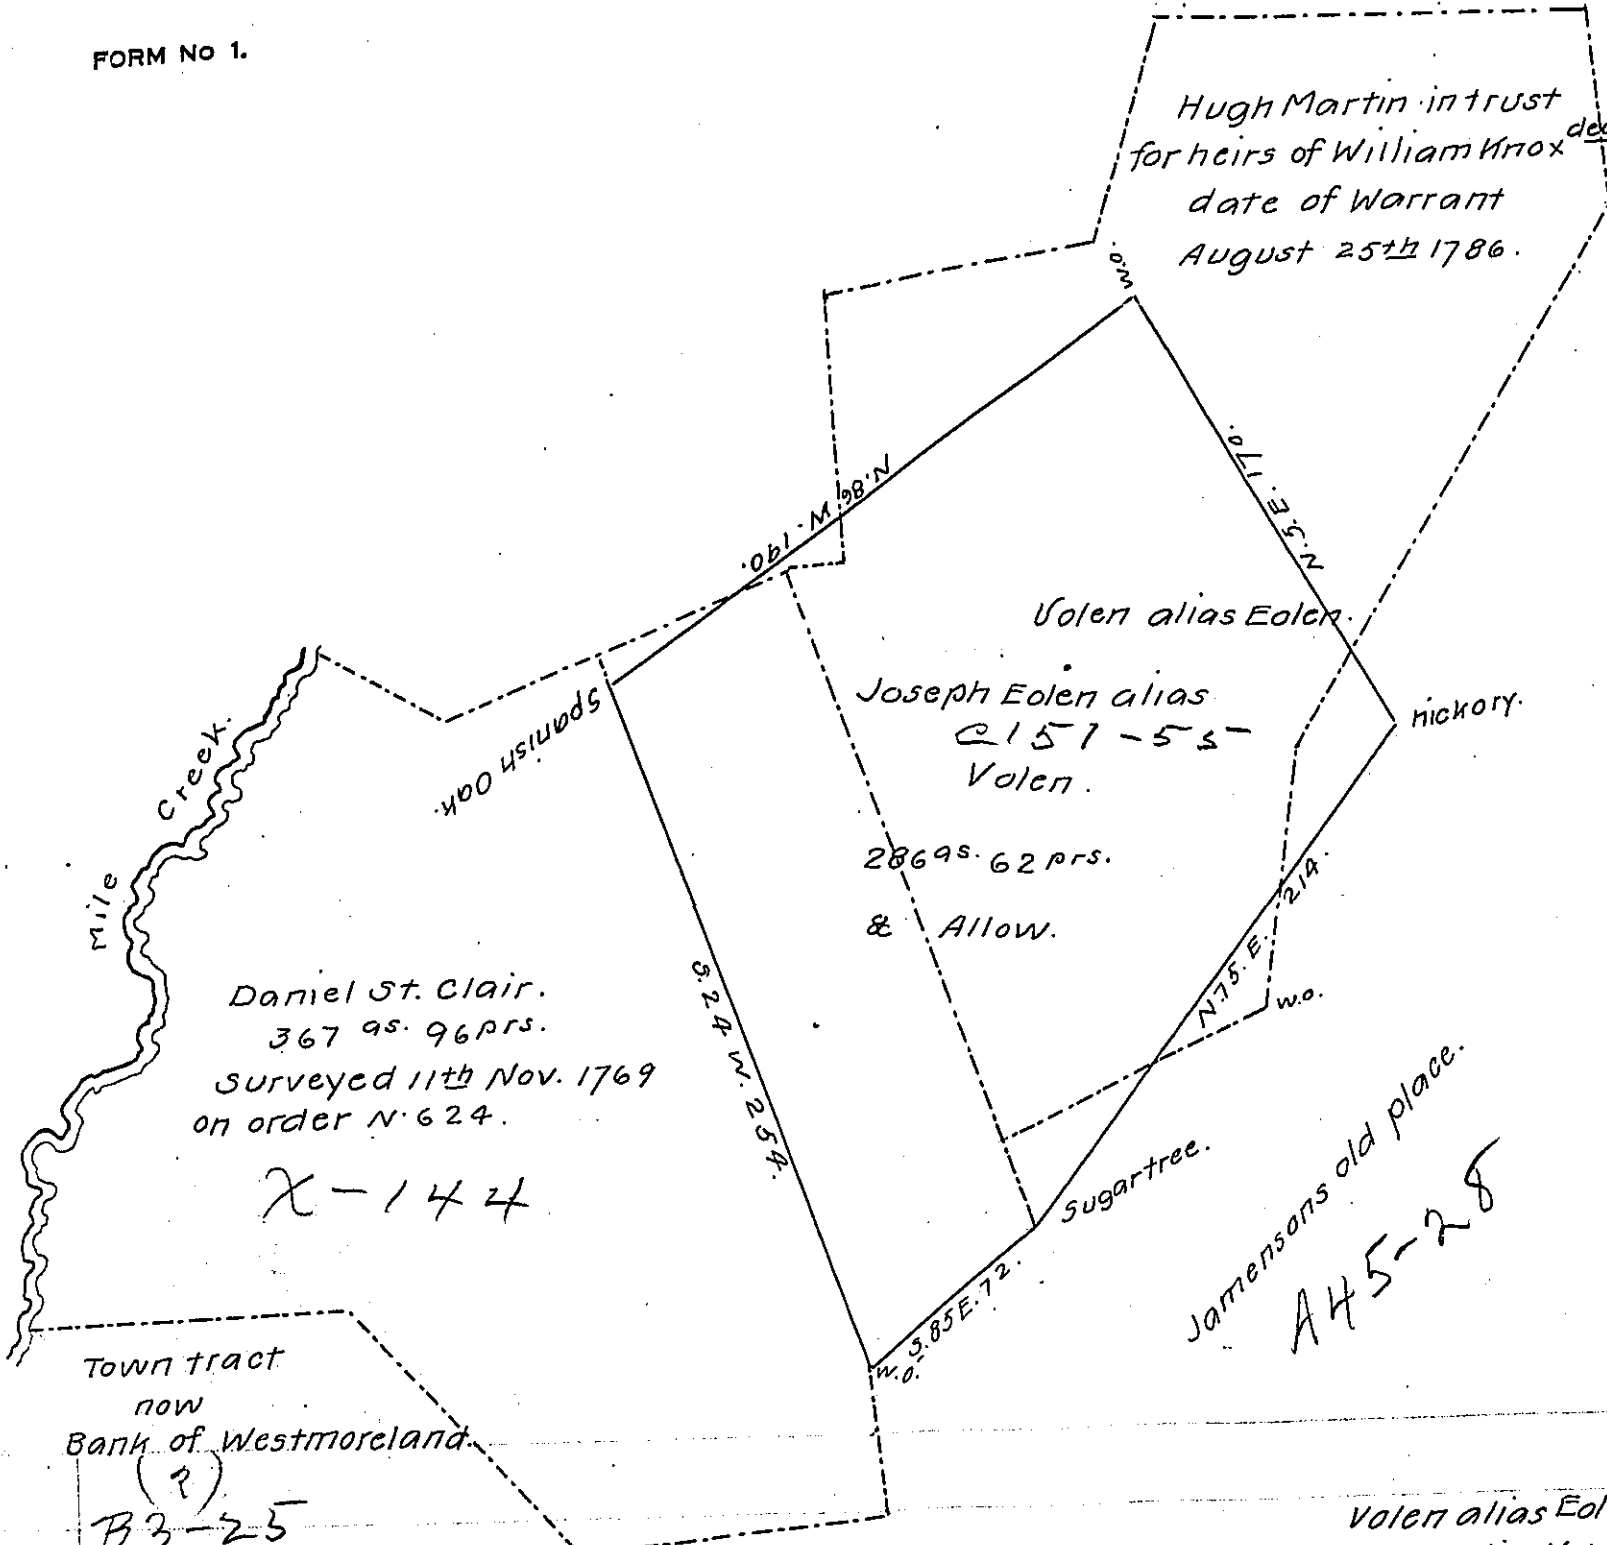 FORM No 1.
Hugh Martin in trust
for heirs of William Knox
date of Warrant
August 25th 1786.
W.O.
N. 86 W. 190.
N. 5. E. 170.
Volen alias Eolen.
Joseph Eolen alias
C157-55
Volen.
286 as. 62 prs.
& Allow.
hickory.
Spanish Oak.
Mile Creek.
N.75. E. 214.
W.O.
S. 24 W. 254.
Daniel St. Clair.
367 as. 96 prs.
Surveyed 11th Nov. 1769
on order N. 624.
X-144
Sugartree.
S. 85 E. 72.
W.O.
Jamensons old place.
A45-28
Town tract
now
Bank of Westmoreland.
(?)
B3-25
Volen alias Eol